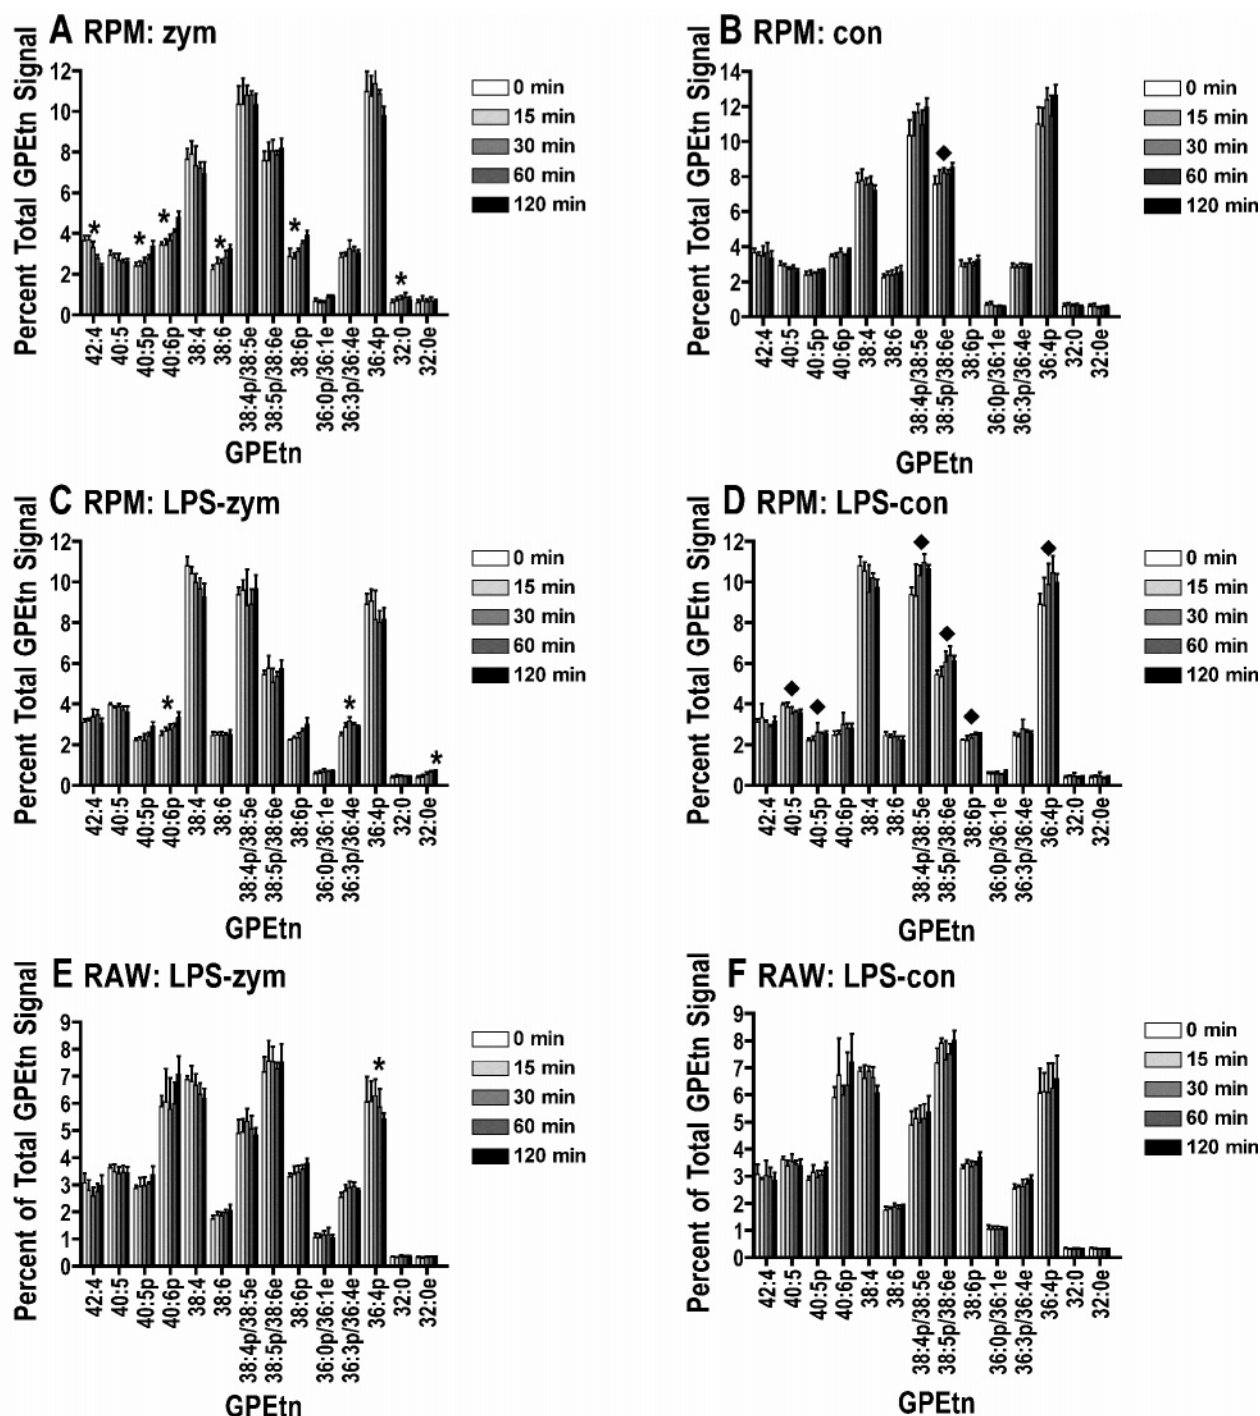 A RPM: zym
Percent Total GPEtn Signal
12
10
8
6
4
2
0
* * * * * *
0 min
15 min
30 min
60 min
120 min
42:4
40:5
40:5p
40:6p
38:4
38:6
38:4p/38:5e
38:5p/38:6e
38:6p
36:0p/36:1e
36:3p/36:4e
36:4p
32:0
32:0e
GPEtn
B RPM: con
14
12
10
8
6
4
2
0
Percent Total GPEtn Signal
◆
0 min
15 min
30 min
60 min
120 min
42:4
40:5
40:5p
40:6p
38:4
38:6
38:4p/38:5e
38:5p/38:6e
38:6p
36:0p/36:1e
36:3p/36:4e
36:4p
32:0
32:0e
GPEtn
C RPM: LPS-zym
Percent Total GPEtn Signal
12
10
8
6
4
2
0
* * *
0 min
15 min
30 min
60 min
120 min
42:4
40:5
40:5p
40:6p
38:4
38:6
38:4p/38:5e
38:5p/38:6e
38:6p
36:0p/36:1e
36:3p/36:4e
36:4p
32:0
32:0e
GPEtn
D RPM: LPS-con
Percent Total GPEtn Signal
12
10
8
6
4
2
0
◆ ◆ ◆ ◆ ◆ ◆
0 min
15 min
30 min
60 min
120 min
42:4
40:5
40:5p
40:6p
38:4
38:6
38:4p/38:5e
38:5p/38:6e
38:6p
36:0p/36:1e
36:3p/36:4e
36:4p
32:0
32:0e
GPEtn
E RAW: LPS-zym
Percent of Total GPEtn Signal
9
8
7
6
5
4
3
2
1
0
*
0 min
15 min
30 min
60 min
120 min
42:4
40:5
40:5p
40:6p
38:4
38:6
38:4p/38:5e
38:5p/38:6e
38:6p
36:0p/36:1e
36:3p/36:4e
36:4p
32:0
32:0e
GPEtn
F RAW: LPS-con
Percent of Total GPEtn Signal
9
8
7
6
5
4
3
2
1
0
0 min
15 min
30 min
60 min
120 min
42:4
40:5
40:5p
40:6p
38:4
38:6
38:4p/38:5e
38:5p/38:6e
38:6p
36:0p/36:1e
36:3p/36:4e
36:4p
32:0
32:0e
GPEtn